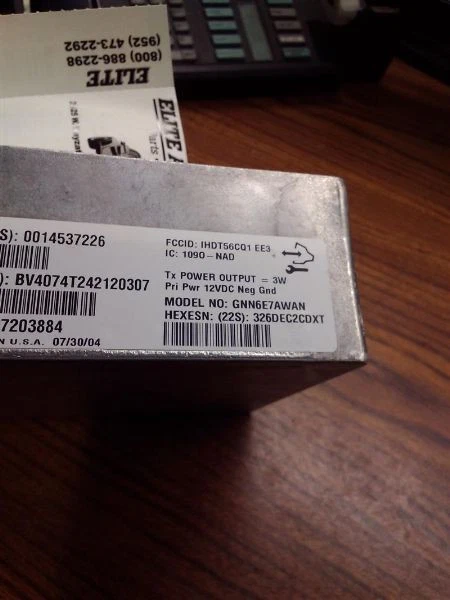 (952) 473-2292
(800) 886-2298
ELITE
ELITE
S): 0014537226
): BV4074T242120307
7203884
N U.S.A. 07/30/04
FCCID: IHDT56CQ1 EE3
IC: 109O-NAD
Tx POWER OUTPUT = 3W
Pri Pwr 12VDC Neg Gnd
MODEL NO: GNN6E7AWAN
HEXESN: (22S): 326DEC2CDXT